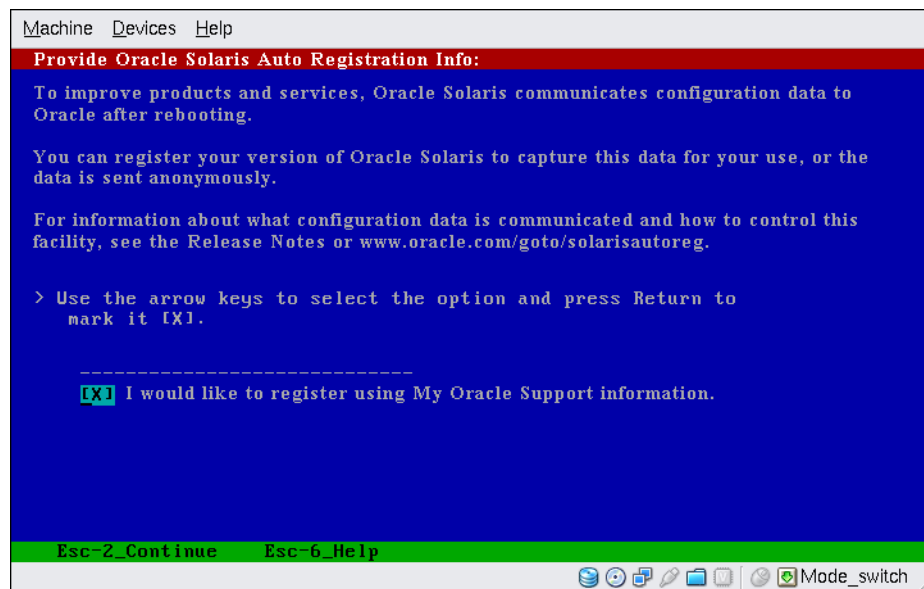 Machine Devices Help
Provide Oracle Solaris Auto Registration Info:
To improve products and services, Oracle Solaris communicates configuration data to
Oracle after rebooting.
You can register your version of Oracle Solaris to capture this data for your use, or the
data is sent anonymously.
For information about what configuration data is communicated and how to control this
facility, see the Release Notes or www.oracle.com/goto/solarisautoreg.
> Use the arrow keys to select the option and press Return to
mark it [X].
______________________________
[X] I would like to register using My Oracle Support information.
Esc-2_Continue Esc-6_Help
Mode_switch